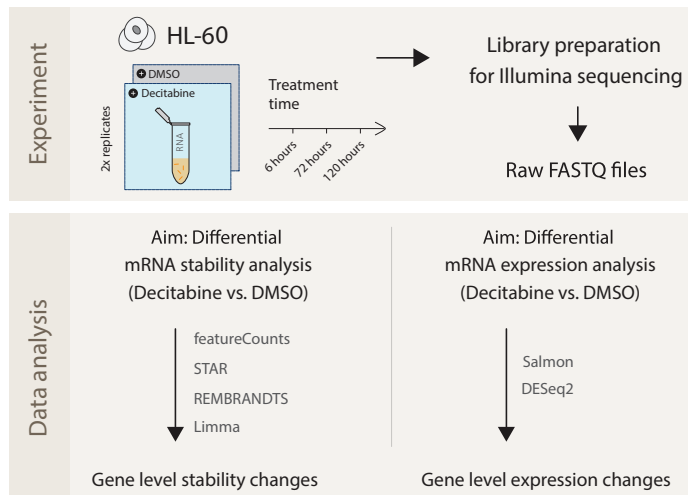 Experiment
HL-60
DMSO
Decitabine
RNA
2x replicates
Treatment
time
6 hours
72 hours
120 hours
Library preparation
for Illumina sequencing
Raw FASTQ files
Data analysis
Aim: Differential
mRNA stability analysis
(Decitabine vs. DMSO)
featureCounts
STAR
REMBRANDTS
Limma
Gene level stability changes
Aim: Differential
mRNA expression analysis
(Decitabine vs. DMSO)
Salmon
DESeq2
Gene level expression changes